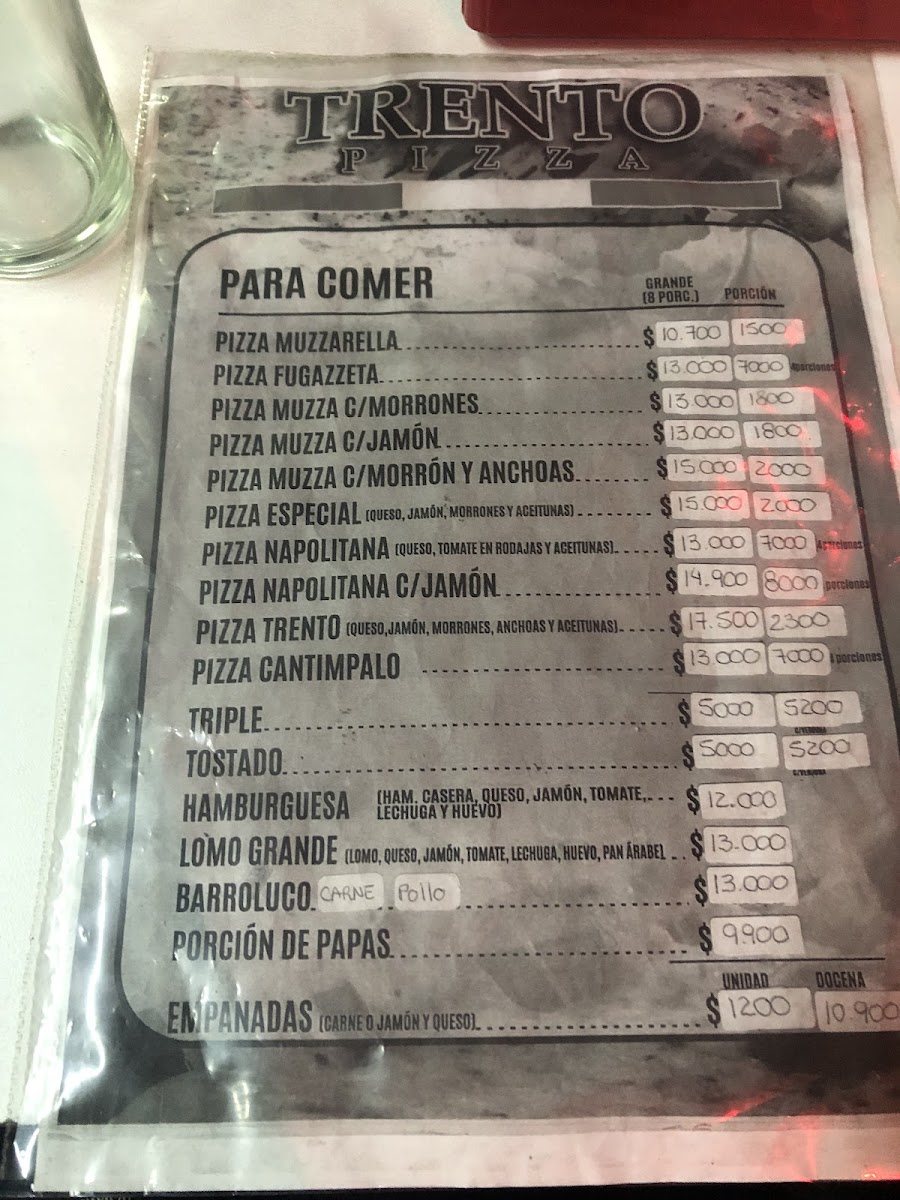 TRENTO
PIZZA
PARA COMER GRANDE (8 PORC.) PORCIÓN
PIZZA MUZZARELLA $ 10.700 1500
PIZZA FUGAZZETA $ 13.000 7000 4porciones
PIZZA MUZZA C/MORRONES $ 13.000 1800
PIZZA MUZZA C/JAMÓN $ 13.000 1800
PIZZA MUZZA C/MORRÓN Y ANCHOAS $ 15.000 2000
PIZZA ESPECIAL (QUESO, JAMÓN, MORRONES Y ACEITUNAS) $ 15.000 2000
PIZZA NAPOLITANA (QUESO, TOMATE EN RODAJAS Y ACEITUNAS) $ 13.000 7000 4porciones
PIZZA NAPOLITANA C/JAMÓN $ 14.900 8000 porciones
PIZZA TRENTO (QUESO,JAMÓN, MORRONES, ANCHOAS Y ACEITUNAS) $ 17.500 2300
PIZZA CANTIMPALO $ 13.000 7000 4porciones
TRIPLE $ 5000 5200
C/VERDURA
TOSTADO $ 5000 5200
C/VERDURA
HAMBURGUESA (HAM. CASERA, QUESO, JAMÓN, TOMATE, $ 12.000
LECHUGA Y HUEVO)
LOMO GRANDE (LOMO, QUESO, JAMÓN, TOMATE, LECHUGA, HUEVO, PAN ÁRABE) $ 13.000
BARROLUCO CARNE Pollo $ 13.000
PORCIÓN DE PAPAS $ 9.900
UNIDAD DOCENA
EMPANADAS (CARNE O JAMÓN Y QUESO) $ 1200 10.900